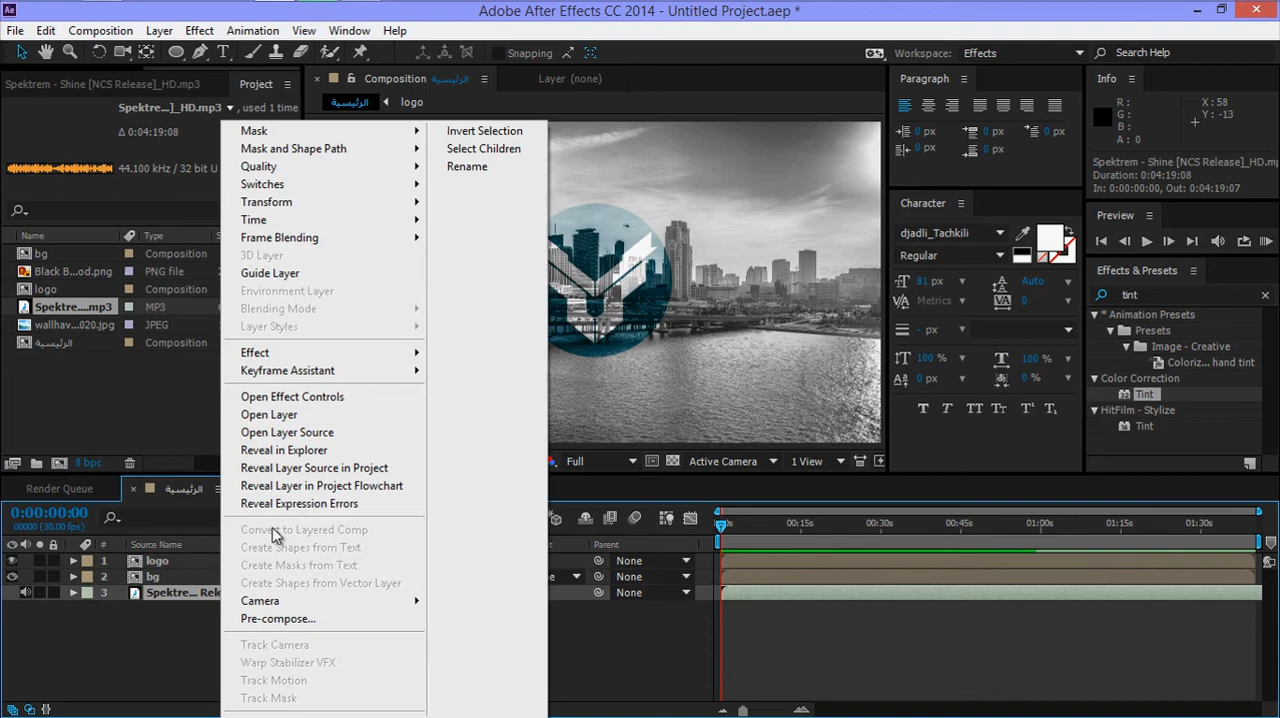 Adobe After Effects CC 2014 - Untitled Project.aep *
File Edit Composition Layer Effect Animation View Window Help
Snapping
Workspace: Effects
Search Help
Spektrem - Shine [NCS Release]_HD.mp3
Project
Composition الرئيسية
Layer (none)
الرئيسية
logo
Spektre..._]_HD.mp3 , used 1 time
Δ 0:04:19:08
44.100 kHz / 32 bit U
Name Type
bg Composition
Black B...od.png PNG file
logo Composition
Spektre....mp3 MP3
wallhav...020.jpg JPEG
الرئيسية Composition
8 bpc
Mask
Mask and Shape Path
Quality
Switches
Transform
Time
Frame Blending
3D Layer
Guide Layer
Environment Layer
Blending Mode
Layer Styles
Effect
Keyframe Assistant
Open Effect Controls
Open Layer
Open Layer Source
Reveal in Explorer
Reveal Layer Source in Project
Reveal Layer in Project Flowchart
Reveal Expression Errors
Convert to Layered Comp
Create Shapes from Text
Create Masks from Text
Create Shapes from Vector Layer
Camera
Pre-compose...
Track Camera
Warp Stabilizer VFX
Track Motion
Track Mask
Invert Selection
Select Children
Rename
Full
Active Camera
1 View
Paragraph
0 px 0 px 0 px
0 px 0 px
Character
djadli_Tachkili
Regular
81 px Auto
Metrics 0
- px
100 % 100 %
0 px 0 %
T T TT Tt T¹ T₁
Info
R :
G :
B :
A : 0
X : 58
Y : -13
Spektrem - Shine [NCS Release]_HD.mp3
Duration: 0:04:19:08
In: 0:00:00:00, Out: 0:04:19:07
Preview
Effects & Presets
tint
* Animation Presets
Presets
Image - Creative
Coloriz... hand tint
Color Correction
Tint
HitFilm - Stylize
Tint
Render Queue
الرئيسية
0:00:00:00
00000 (30.00 fps)
# Source Name
Parent
1 logo None
2 bg None
3 Spektre... Rele None
00:15s 00:30s 00:45s 01:00s 01:15s 01:30s